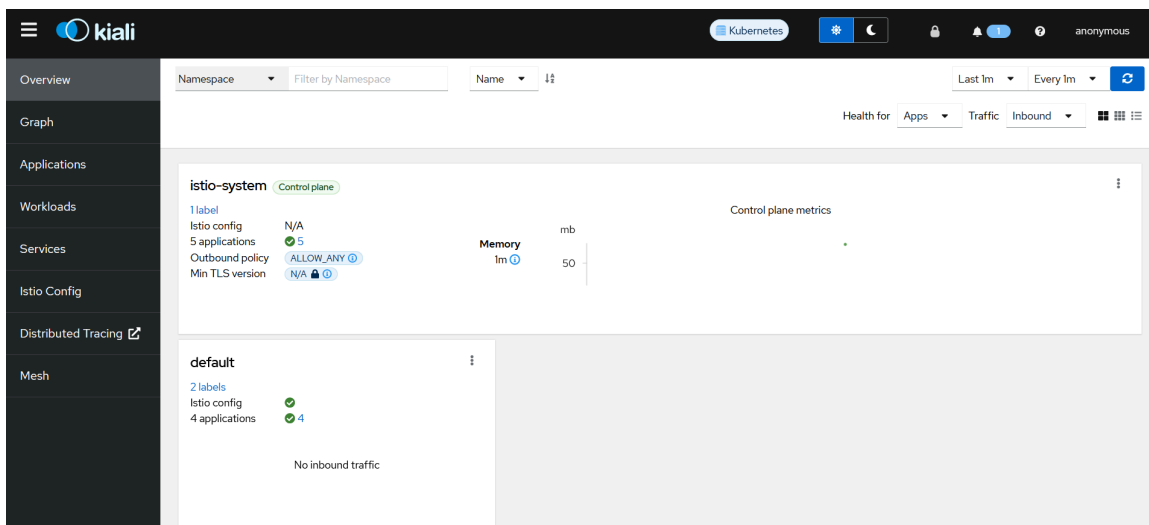 kiali
Kubernetes
1
anonymous
Overview
Graph
Applications
Workloads
Services
Istio Config
Distributed Tracing
Mesh
Namespace
Filter by Namespace
Name
Last 1m
Every 1m
Health for
Apps
Traffic
Inbound
istio-system Control plane
1 label
Istio config N/A
5 applications 5
Outbound policy ALLOW_ANY
Min TLS version N/A
Control plane metrics
Memory
1m
mb
50
default
2 labels
Istio config
4 applications 4
No inbound traffic